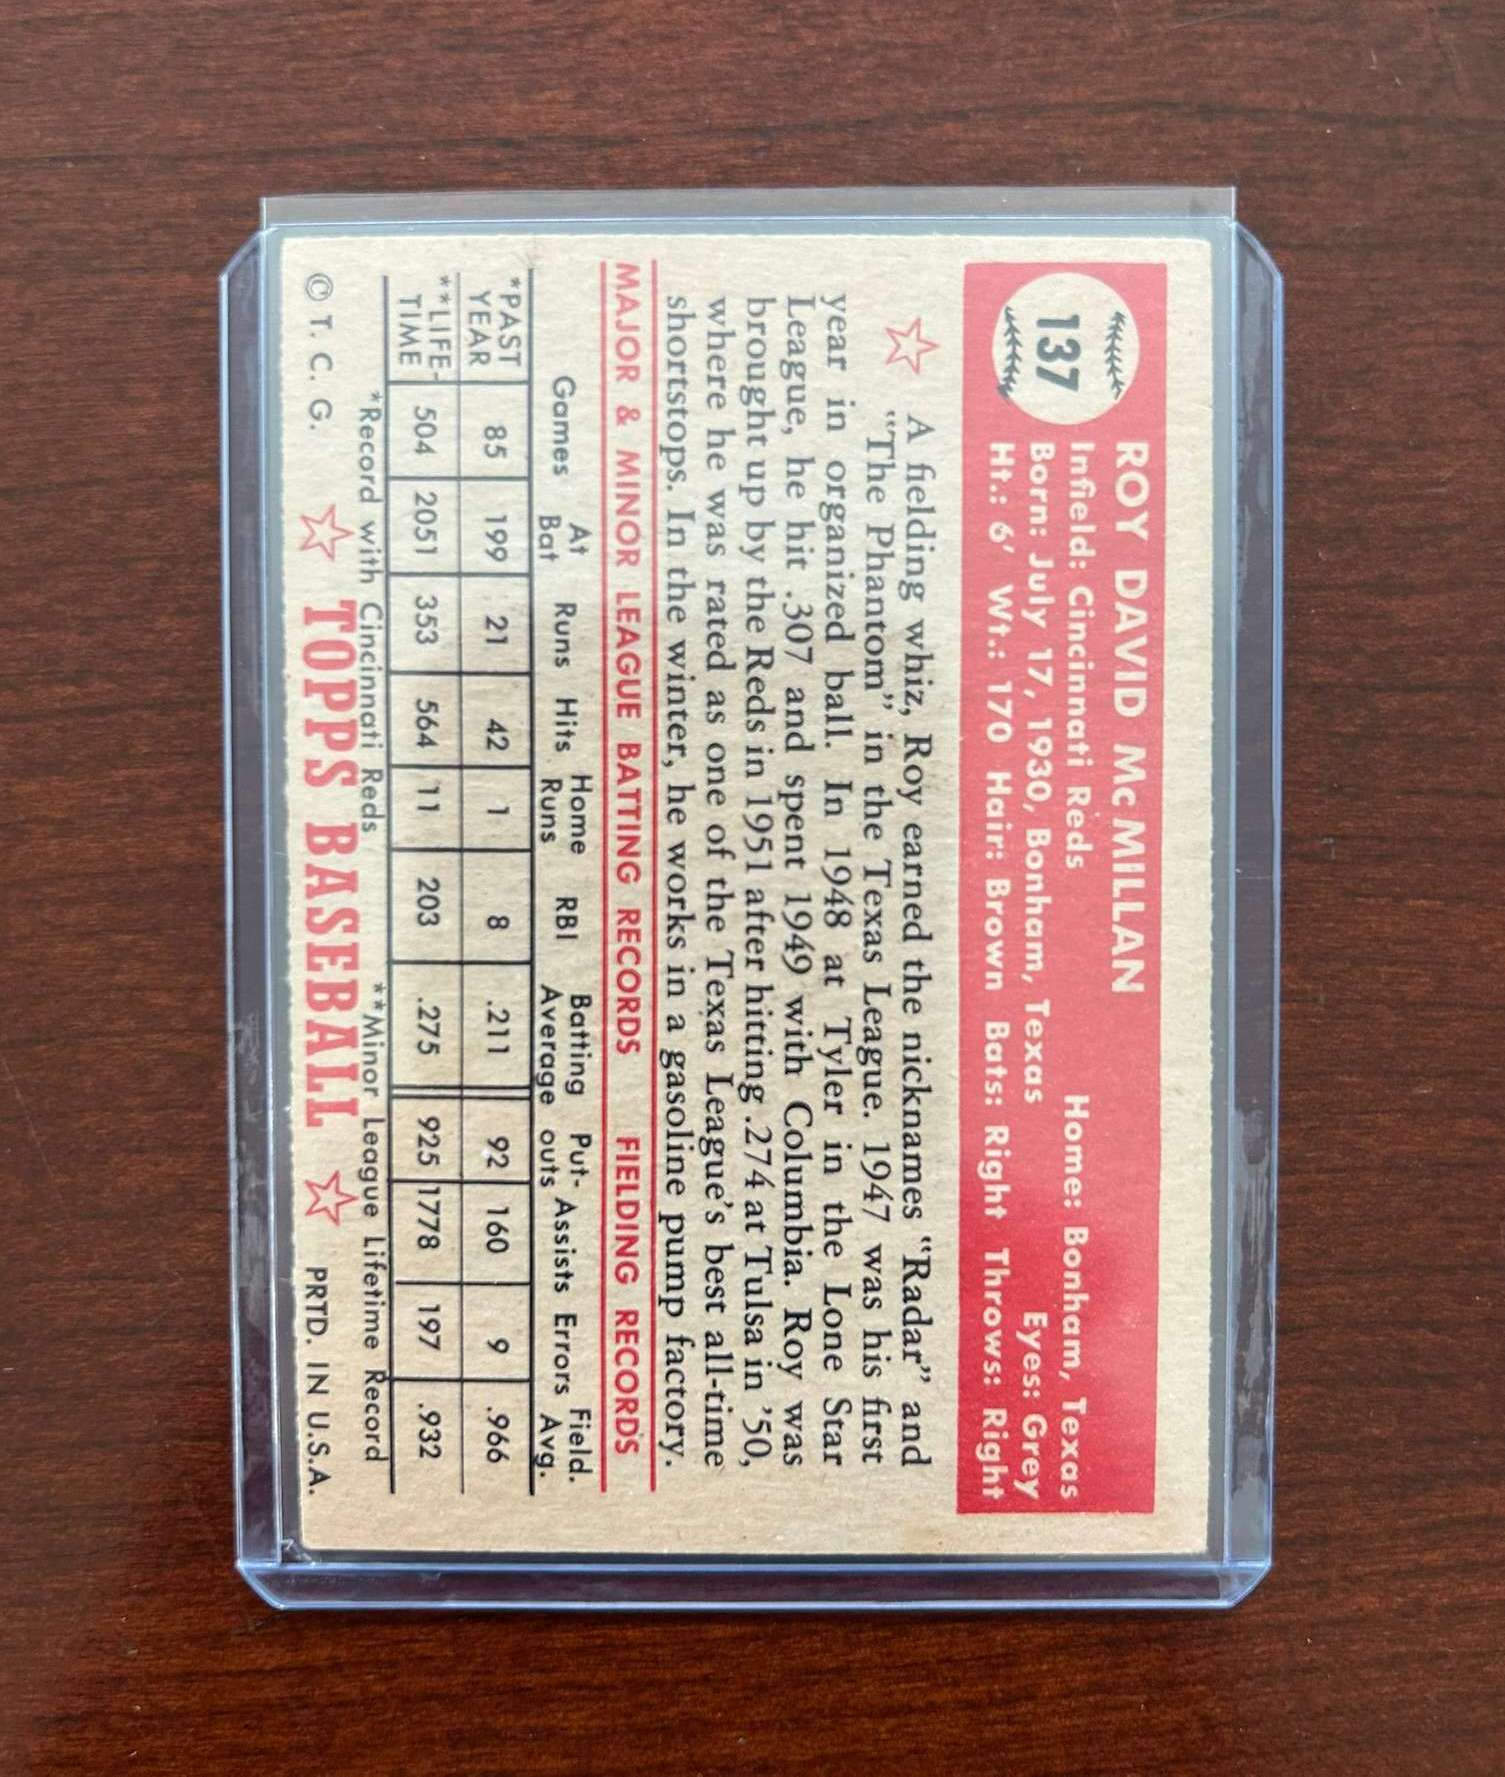 137
ROY DAVID McMILLAN
Infield: Cincinnati Reds Home: Bonham, Texas
Born: July 17, 1930, Bonham, Texas Eyes: Grey
Ht.: 6' Wt.: 170 Hair: Brown Bats: Right Throws: Right
A fielding whiz, Roy earned the nicknames "Radar" and
"The Phantom" in the Texas League. 1947 was his first
year in organized ball. In 1948 at Tyler in the Lone Star
League, he hit .307 and spent 1949 with Columbia. Roy was
brought up by the Reds in 1951 after hitting .274 at Tulsa in '50,
where he was rated as one of the Texas League's best all-time
shortstops. In the winter, he works in a gasoline pump factory.
MAJOR & MINOR LEAGUE BATTING RECORDS FIELDING RECORDS
Games At Bat Runs Hits Home Runs RBI Batting Average Put-outs Assists Errors Field. Avg.
*PAST YEAR 85 199 21 42 1 8 .211 92 160 9 .966
**LIFE-TIME 504 2051 353 564 11 203 .275 925 1778 197 .932
*Record with Cincinnati Reds **Minor League Lifetime Record
© T. C. G. TOPPS BASEBALL PRTD. IN U.S.A.